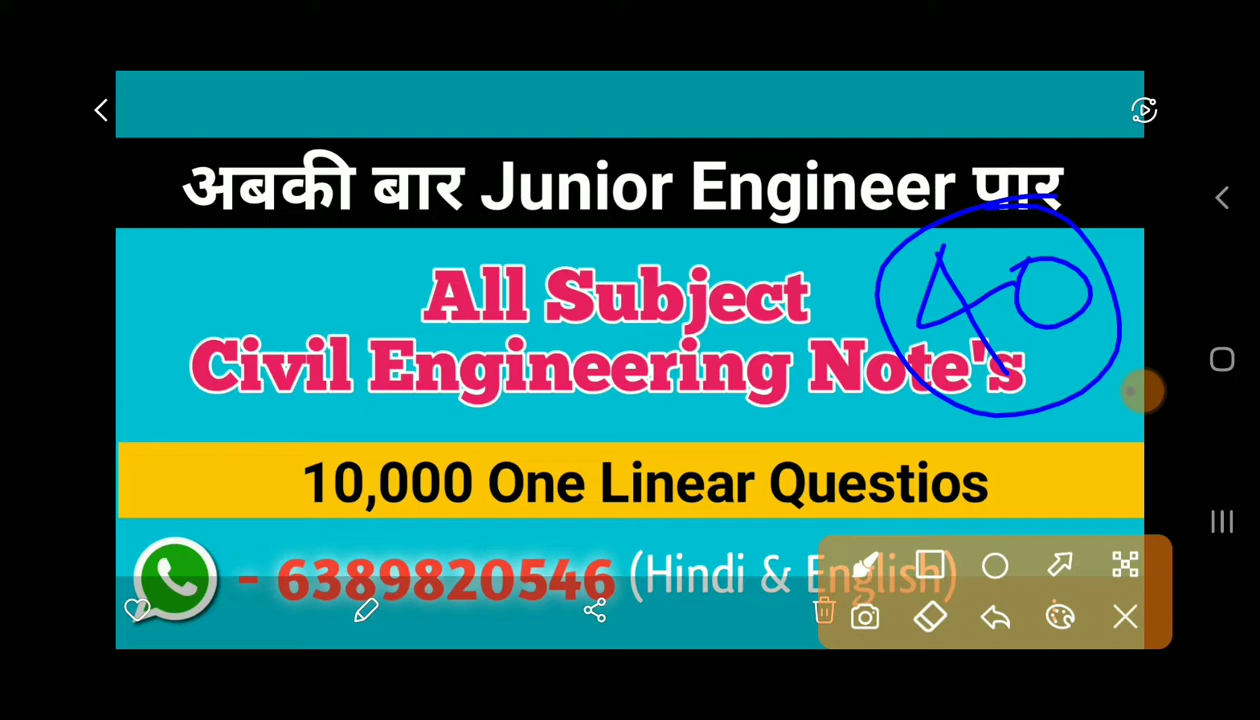 अबकी बार Junior Engineer पार
40
All Subject
Civil Engineering Note's
10,000 One Linear Questios
- 6389820546 (Hindi & English)